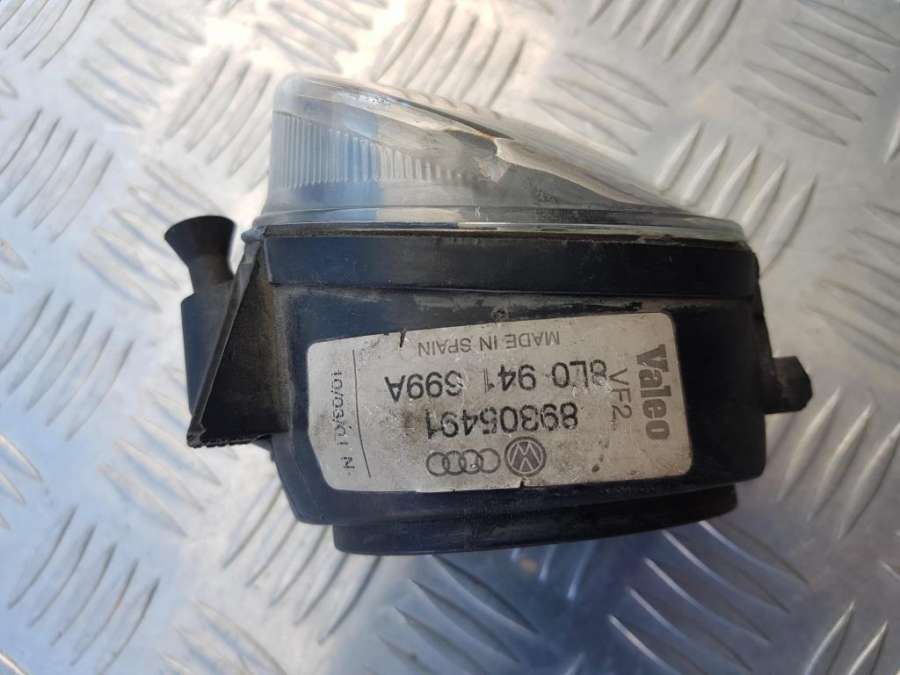 Valeo
VF2
89305491
8L0 941 699A
MADE IN SPAIN
10/03/01 N